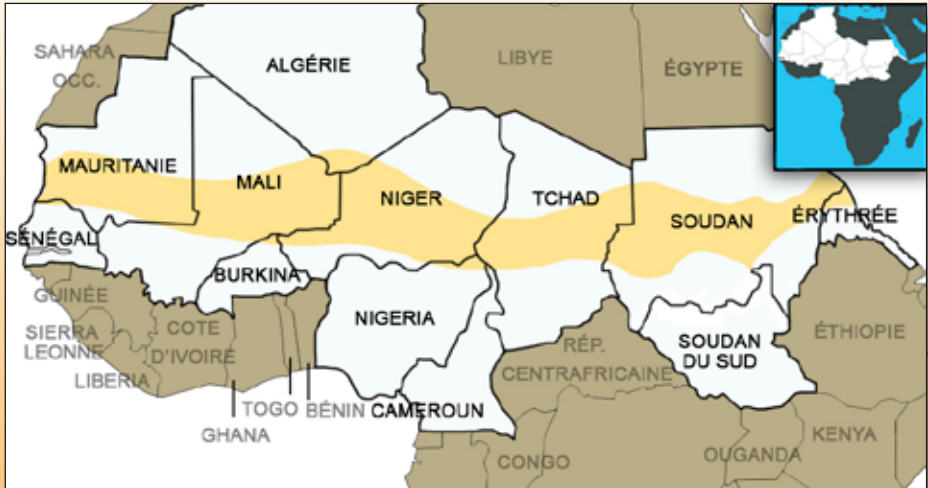 SAHARA
OCC.
ALGÉRIE
LIBYE
ÉGYPTE
MAURITANIE
MALI
NIGER
TCHAD
SOUDAN
ÉRYTHRÉE
SÉNÉGAL
BURKINA
GUINÉE
NIGERIA
SIERRA
LEONNE
COTE
D'IVOIRE
LIBERIA
RÉP.
CENTRAFRICAINE
SOUDAN
DU SUD
ÉTHIOPIE
TOGO
BÉNIN
CAMEROUN
GHANA
CONGO
OUGANDA
KENYA